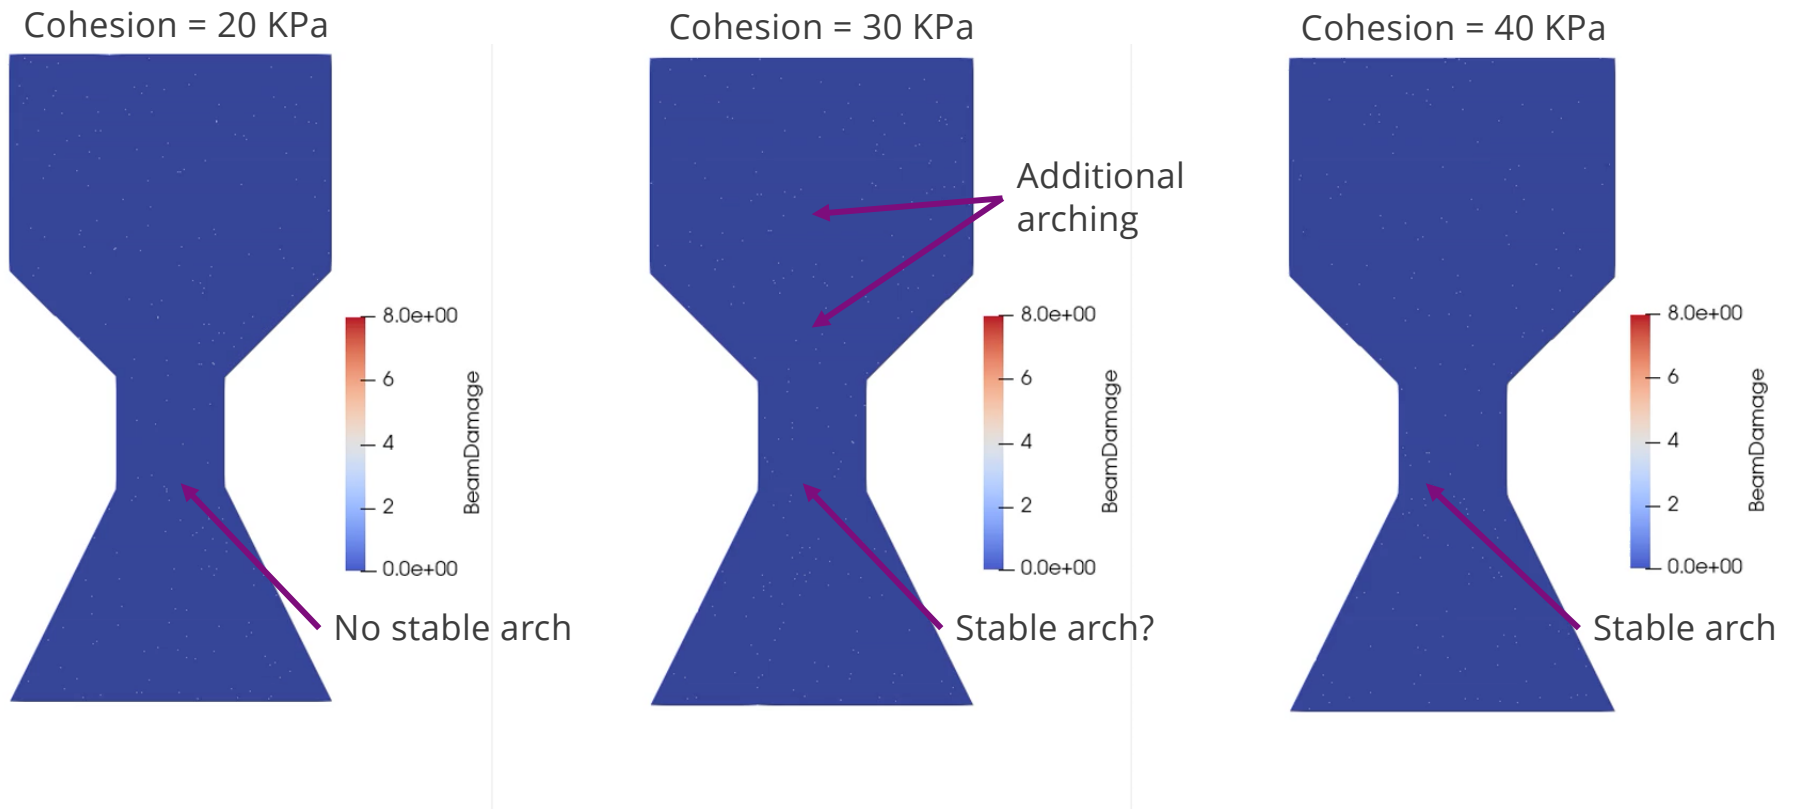 Cohesion = 20 KPa
Cohesion = 30 KPa
Cohesion = 40 KPa
Additional
arching
8.0e+00
6
4
2
0.0e+00
BeamDamage
8.0e+00
6
4
2
0.0e+00
BeamDamage
8.0e+00
6
4
2
0.0e+00
BeamDamage
No stable arch
Stable arch?
Stable arch